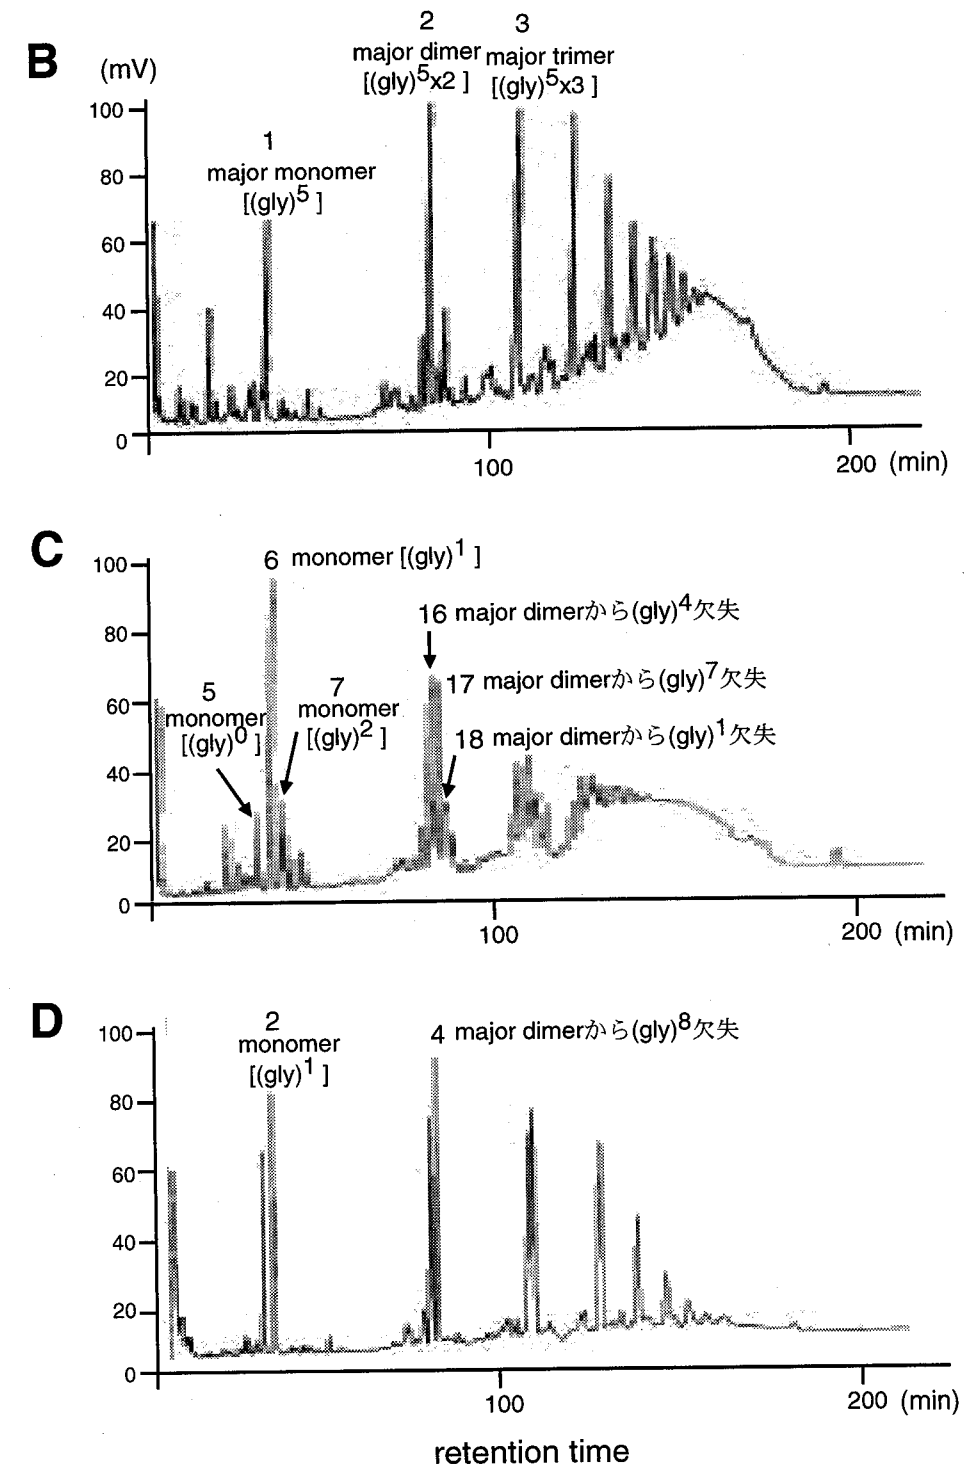 B
(mV)
2
major dimer
[(gly)5x2 ]
3
major trimer
[(gly)5x3 ]
1
major monomer
[(gly)5 ]
100
80
60
40
20
0
100
200 (min)
C
6 monomer [(gly)1 ]
16 major dimerから(gly)4欠失
17 major dimerから(gly)7欠失
18 major dimerから(gly)1欠失
5
monomer
[(gly)0 ]
7
monomer
[(gly)2 ]
100
80
60
40
20
0
100
200 (min)
D
2
monomer
[(gly)1 ]
4 major dimerから(gly)8欠失
100
80
60
40
20
0
100
200 (min)
retention time